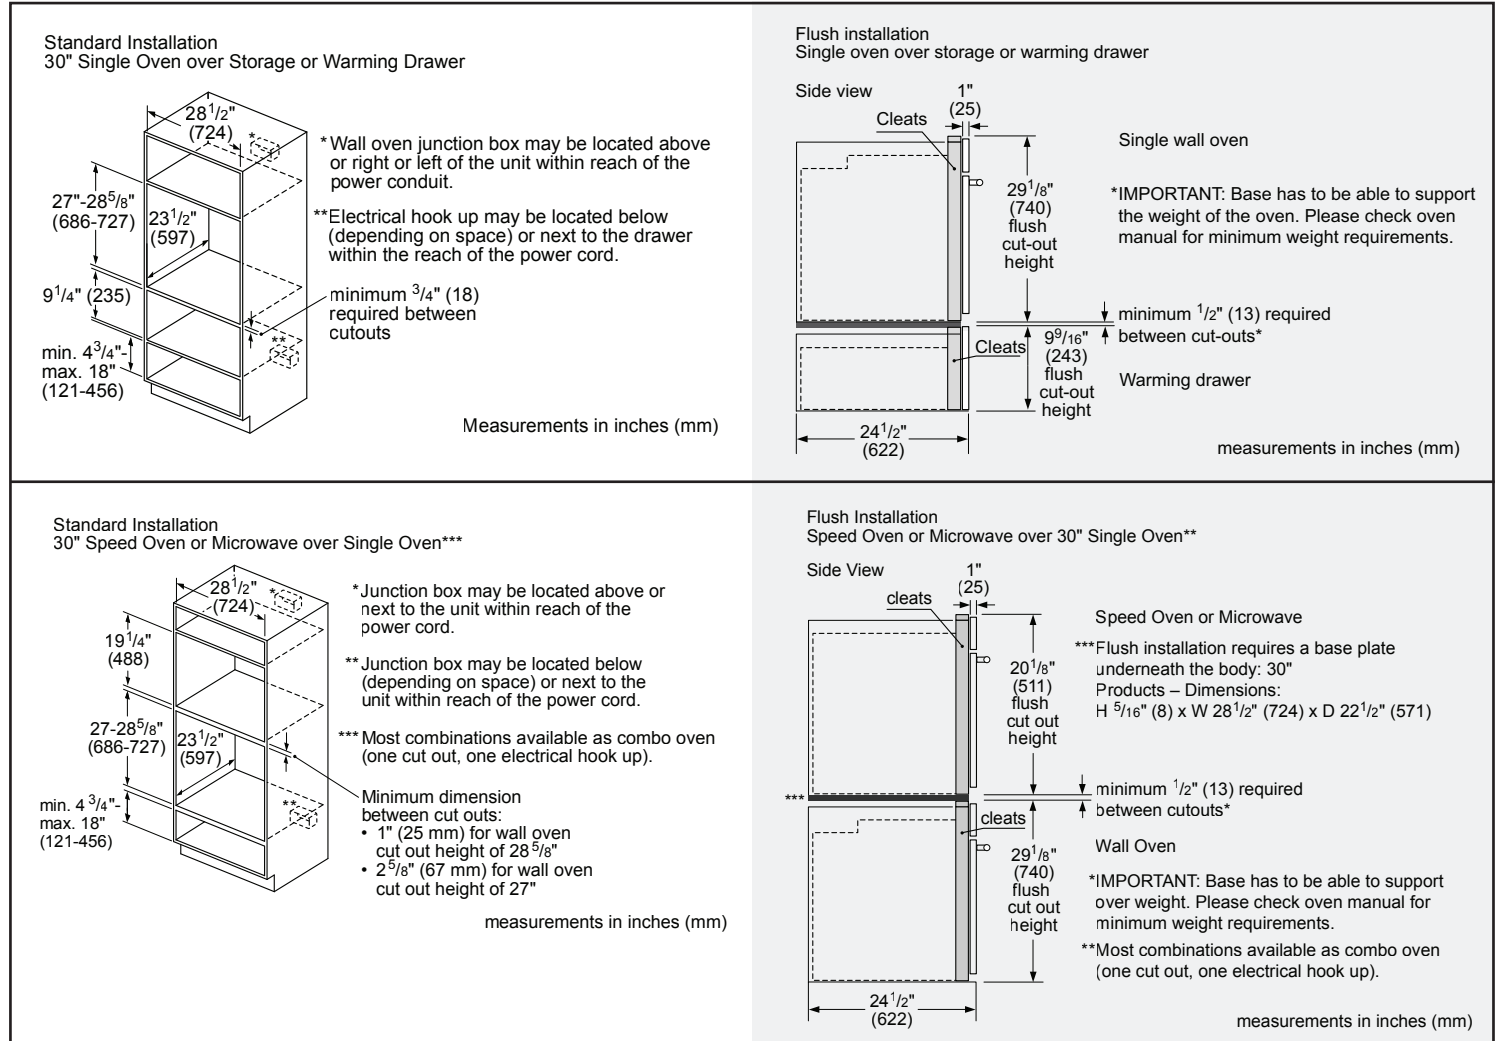 Standard Installation
30" Single Oven over Storage or Warming Drawer
28 1/2"
(724)
*
27"-28 5/8"
(686-727)
23 1/2"
(597)
9 1/4" (235)
min. 4 3/4"-
max. 18"
(121-456)
**
*Wall oven junction box may be located above
or right or left of the unit within reach of the
power conduit.
**Electrical hook up may be located below
(depending on space) or next to the drawer
within the reach of the power cord.
minimum 3/4" (18)
required between
cutouts
Measurements in inches (mm)
Flush installation
Single oven over storage or warming drawer
Side view
1"
(25)
Cleats
Single wall oven
29 1/8"
(740)
flush
cut-out
height
*IMPORTANT: Base has to be able to support
the weight of the oven. Please check oven
manual for minimum weight requirements.
minimum 1/2" (13) required
between cut-outs*
Cleats
9 9/16"
(243)
flush
cut-out
height
Warming drawer
24 1/2"
(622)
measurements in inches (mm)
Standard Installation
30" Speed Oven or Microwave over Single Oven***
28 1/2"
(724)
*
19 1/4"
(488)
27-28 5/8"
(686-727)
23 1/2"
(597)
min. 4 3/4"-
max. 18"
(121-456)
**
*Junction box may be located above or
next to the unit within reach of the
power cord.
** Junction box may be located below
(depending on space) or next to the
unit within reach of the power cord.
*** Most combinations available as combo oven
(one cut out, one electrical hook up).
Minimum dimension
between cut outs:
• 1" (25 mm) for wall oven
cut out height of 28 5/8"
• 2 5/8" (67 mm) for wall oven
cut out height of 27"
measurements in inches (mm)
Flush Installation
Speed Oven or Microwave over 30" Single Oven**
Side View
1"
(25)
cleats
Speed Oven or Microwave
20 1/8"
(511)
flush
cut out
height
***Flush installation requires a base plate
underneath the body: 30"
Products – Dimensions:
H 5/16" (8) x W 28 1/2" (724) x D 22 1/2" (571)
***
minimum 1/2" (13) required
between cutouts*
cleats
Wall Oven
29 1/8"
(740)
flush
cut out
height
*IMPORTANT: Base has to be able to support
over weight. Please check oven manual for
minimum weight requirements.
**Most combinations available as combo oven
(one cut out, one electrical hook up).
24 1/2"
(622)
measurements in inches (mm)